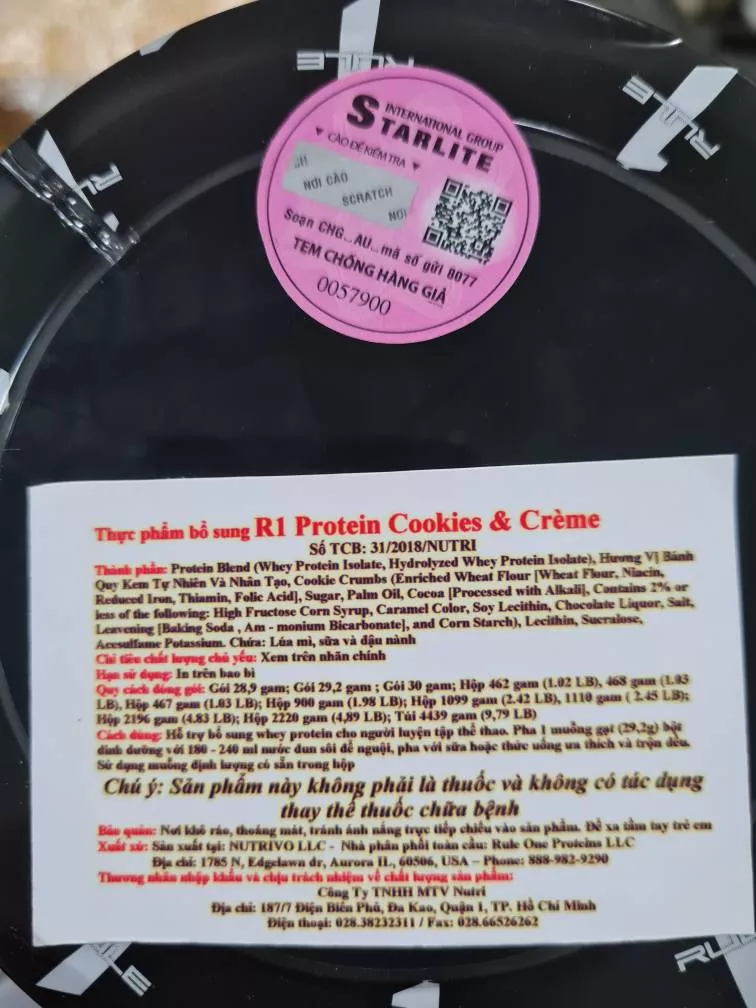 RULE 1
RULE 1
RULE
INTERNATIONAL GROUP
STARLITE
CÀO ĐỂ KIỂM TRA
NƠI CÀO
SCRATCH
NƠI
Soạn CHG_AU_mã số gửi 8077
TEM CHỐNG HÀNG GIẢ
0057900
Thực phẩm bổ sung R1 Protein Cookies & Crème
Số TCB: 31/2018/NUTRI
Thành phần: Protein Blend (Whey Protein Isolate, Hydrolyzed Whey Protein Isolate), Hương Vị Bánh
Quy Kem Tự Nhiên Và Nhân Tạo, Cookie Crumbs (Enriched Wheat Flour [Wheat Flour, Niacin,
Reduced Iron, Thiamin, Folic Acid], Sugar, Palm Oil, Cocoa [Processed with Alkali], Contains 2% or
less of the following: High Fructose Corn Syrup, Caramel Color, Soy Lecithin, Chocolate Liquor, Salt,
Leavening [Baking Soda , Am - monium Bicarbonate], and Corn Starch), Lecithin, Sucralose,
Acesulfame Potassium. Chứa: Lúa mì, sữa và đậu nành
Chỉ tiêu chất lượng chủ yếu: Xem trên nhãn chính
Hạn sử dụng: In trên bao bì
Quy cách đóng gói: Gói 28,9 gam; Gói 29,2 gam ; Gói 30 gam; Hộp 462 gam (1.02 LB), 468 gam (1.03
LB), Hộp 467 gam (1.03 LB); Hộp 900 gam (1.98 LB); Hộp 1099 gam (2.42 LB), 1110 gam ( 2.45 LB);
Hộp 2196 gam (4.83 LB); Hộp 2220 gam (4,89 LB); Túi 4439 gam (9,79 LB)
Cách dùng: Hỗ trợ bổ sung whey protein cho người luyện tập thể thao. Pha 1 muỗng gạt (29,2g) bột
dinh dưỡng với 180 - 240 ml nước đun sôi để nguội, pha với sữa hoặc thức uống ưa thích và trộn đều.
Sử dụng muỗng định lượng có sẵn trong hộp
Chú ý: Sản phẩm này không phải là thuốc và không có tác dụng
thay thế thuốc chữa bệnh
Bảo quản: Nơi khô ráo, thoáng mát, tránh ánh nắng trực tiếp chiếu vào sản phẩm. Để xa tầm tay trẻ em
Xuất xứ: Sản xuất tại: NUTRIVO LLC - Nhà phân phối toàn cầu: Rule One Proteins LLC
Địa chỉ: 1785 N, Edgelawn dr, Aurora IL, 60506, USA – Phone: 888-982-9290
Thương nhân nhập khẩu và chịu trách nhiệm về chất lượng sản phẩm:
Công Ty TNHH MTV Nutri
Địa chỉ: 187/7 Điện Biên Phủ, Đa Kao, Quận 1, TP. Hồ Chí Minh
Điện thoại: 028.38232311 / Fax: 028.66526262
RULE
RULE